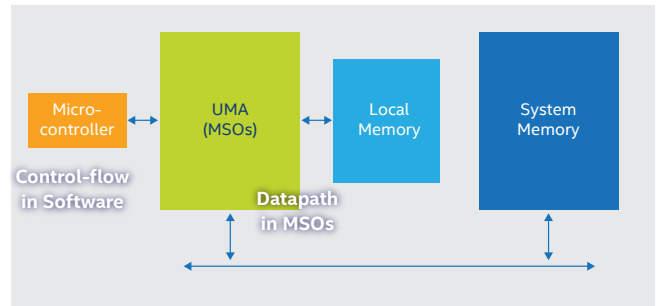 Micro-
controller
UMA
(MSOs)
Local
Memory
System
Memory
Control-flow
in Software
Datapath
in MSOs